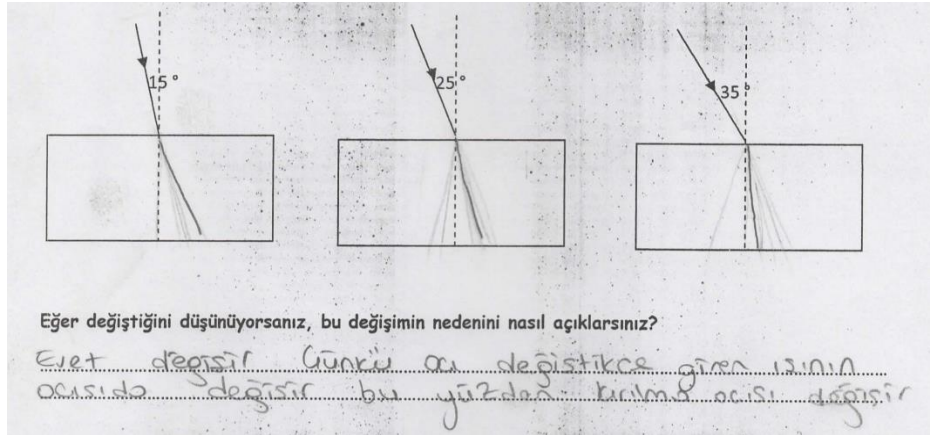 15 °
25 °
35 °
Eğer değiştiğini düşünüyorsanız, bu değişimin nedenini nasıl açıklarsınız?
Evet değişir Çünkü açı değiştikce giren ışının
açısıda değişir bu yüzden kırılma açısı değişir